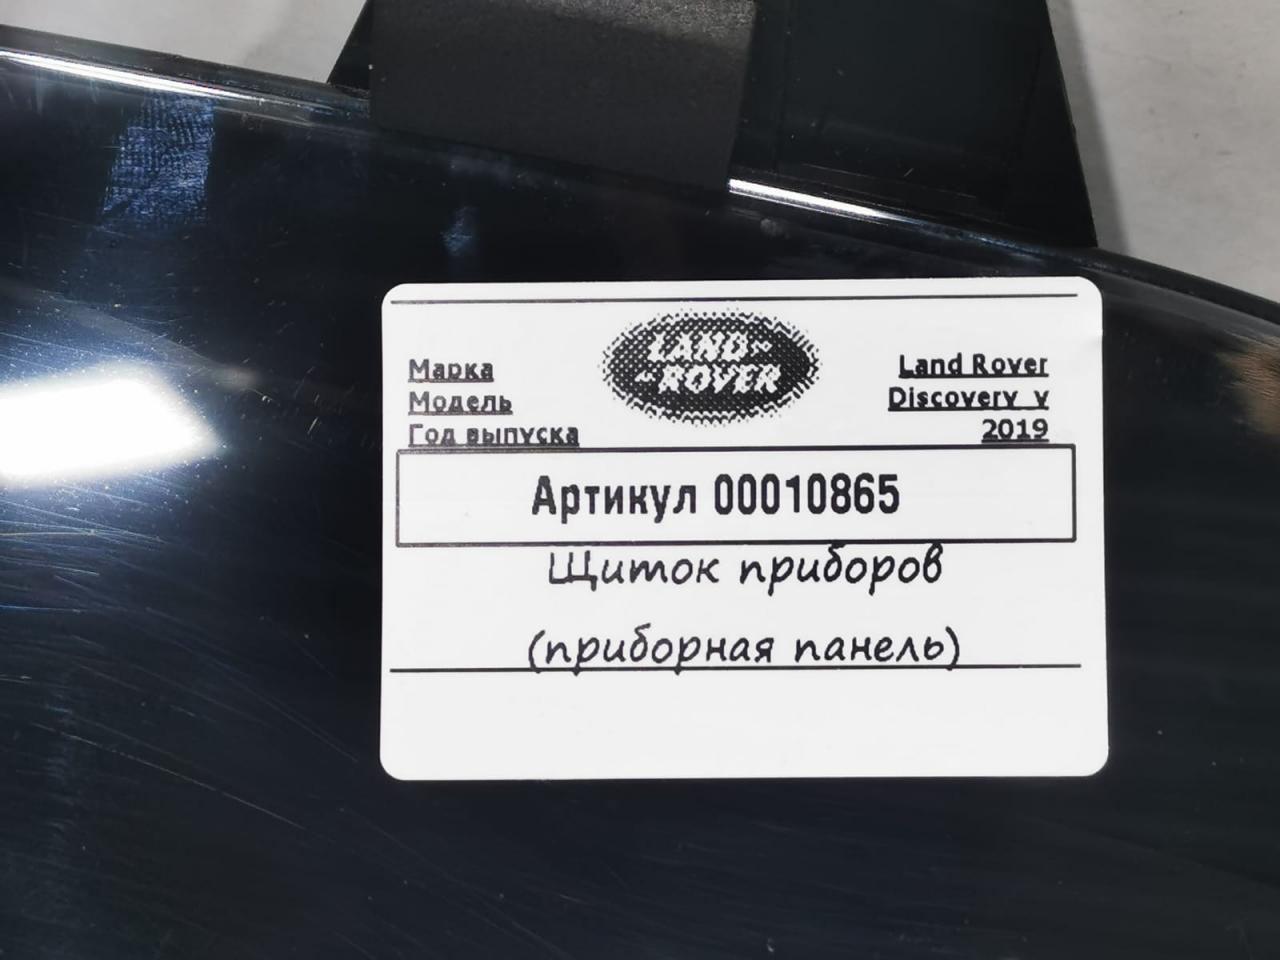 LAND
ROVER
Марка Land Rover
Модель Discovery v
Год выпуска 2019
Артикул 00010865
Щиток приборов
(приборная панель)